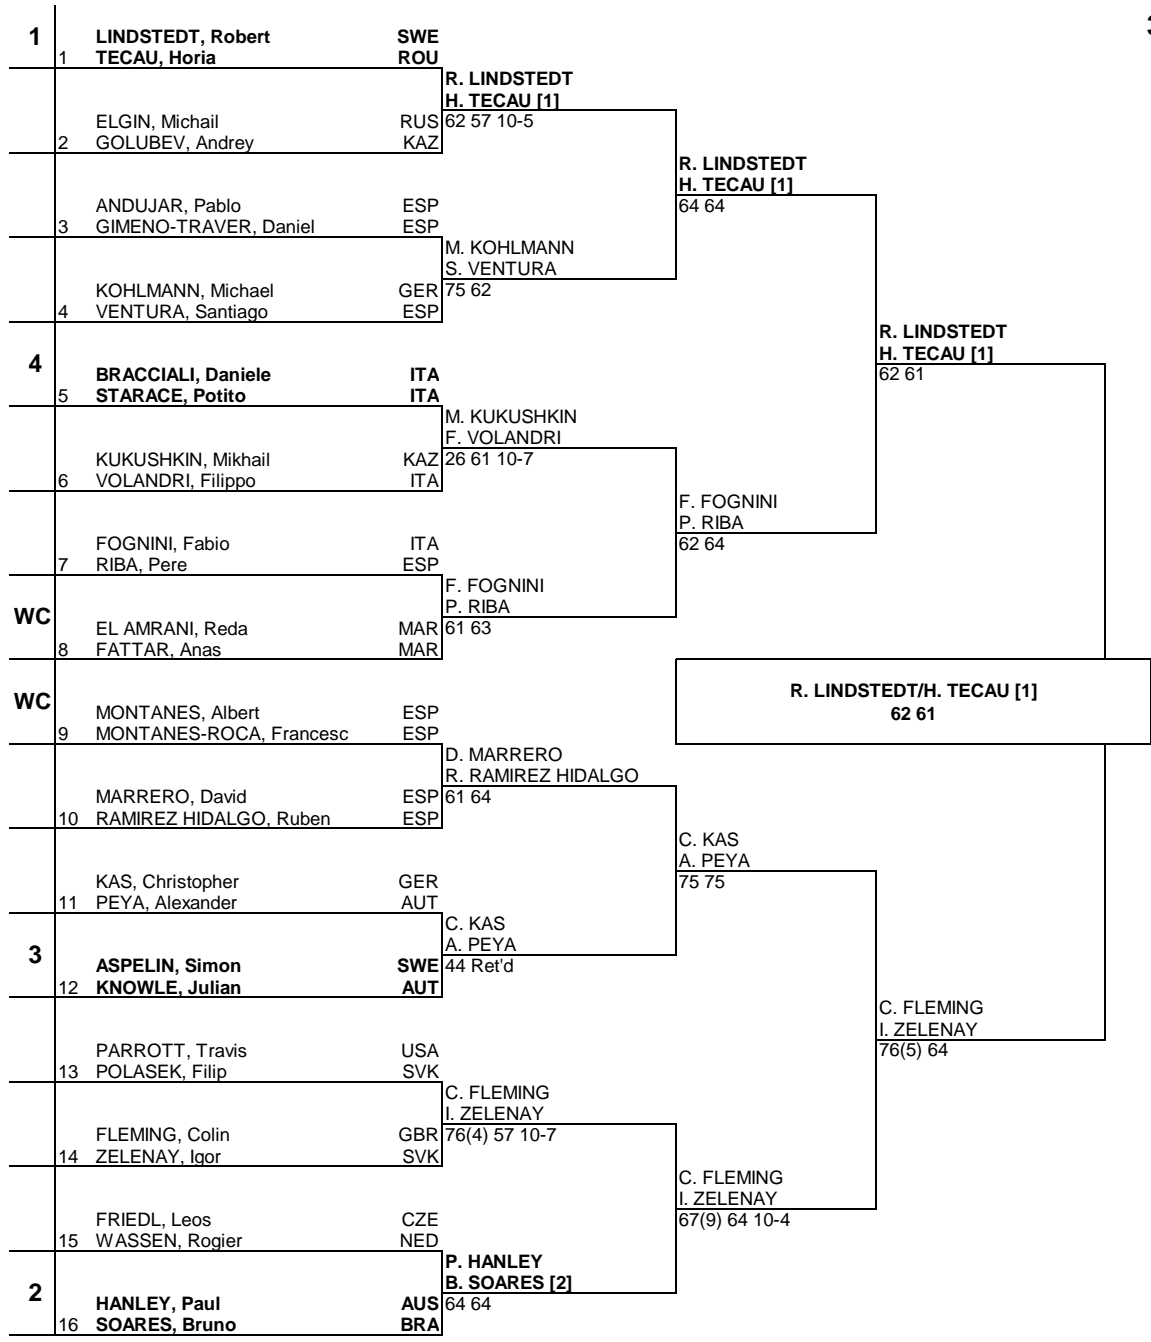 3
1 LINDSTEDT, Robert SWE
1 TECAU, Horia ROU
R. LINDSTEDT
H. TECAU [1]
ELGIN, Michail RUS 62 57 10-5
2 GOLUBEV, Andrey KAZ
R. LINDSTEDT
H. TECAU [1]
ANDUJAR, Pablo ESP 64 64
3 GIMENO-TRAVER, Daniel ESP
M. KOHLMANN
S. VENTURA
KOHLMANN, Michael GER 75 62
4 VENTURA, Santiago ESP
R. LINDSTEDT
H. TECAU [1]
4 BRACCIALI, Daniele ITA 62 61
5 STARACE, Potito ITA
M. KUKUSHKIN
F. VOLANDRI
KUKUSHKIN, Mikhail KAZ 26 61 10-7
6 VOLANDRI, Filippo ITA
F. FOGNINI
P. RIBA
FOGNINI, Fabio ITA 62 64
7 RIBA, Pere ESP
F. FOGNINI
WC P. RIBA
EL AMRANI, Reda MAR 61 63
8 FATTAR, Anas MAR
R. LINDSTEDT/H. TECAU [1]
WC MONTANES, Albert ESP 62 61
9 MONTANES-ROCA, Francesc ESP
D. MARRERO
R. RAMIREZ HIDALGO
MARRERO, David ESP 61 64
10 RAMIREZ HIDALGO, Ruben ESP
C. KAS
A. PEYA
KAS, Christopher GER 75 75
11 PEYA, Alexander AUT
C. KAS
A. PEYA
3 ASPELIN, Simon SWE 44 Ret'd
12 KNOWLE, Julian AUT
C. FLEMING
I. ZELENAY
PARROTT, Travis USA 76(5) 64
13 POLASEK, Filip SVK
C. FLEMING
I. ZELENAY
FLEMING, Colin GBR 76(4) 57 10-7
14 ZELENAY, Igor SVK
C. FLEMING
I. ZELENAY
FRIEDL, Leos CZE 67(9) 64 10-4
15 WASSEN, Rogier NED
P. HANLEY
B. SOARES [2]
2 HANLEY, Paul AUS 64 64
16 SOARES, Bruno BRA